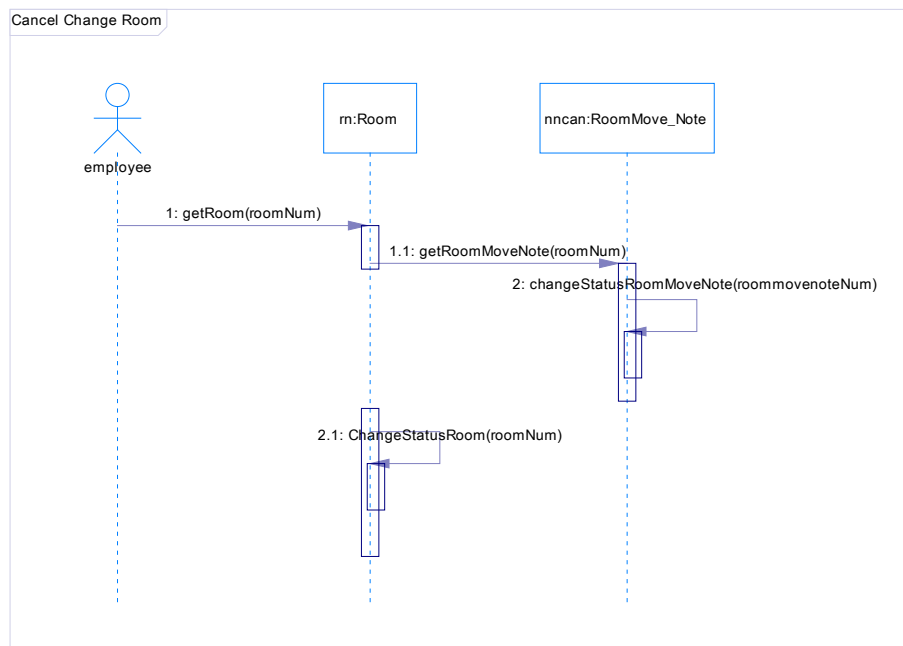 Cancel Change Room
rn:Room
nncan:RoomMove_Note
employee
1: getRoom(roomNum)
1.1: getRoomMoveNote(roomNum)
2: changeStatusRoomMoveNote(roommovenoteNum)
2.1: ChangeStatusRoom(roomNum)